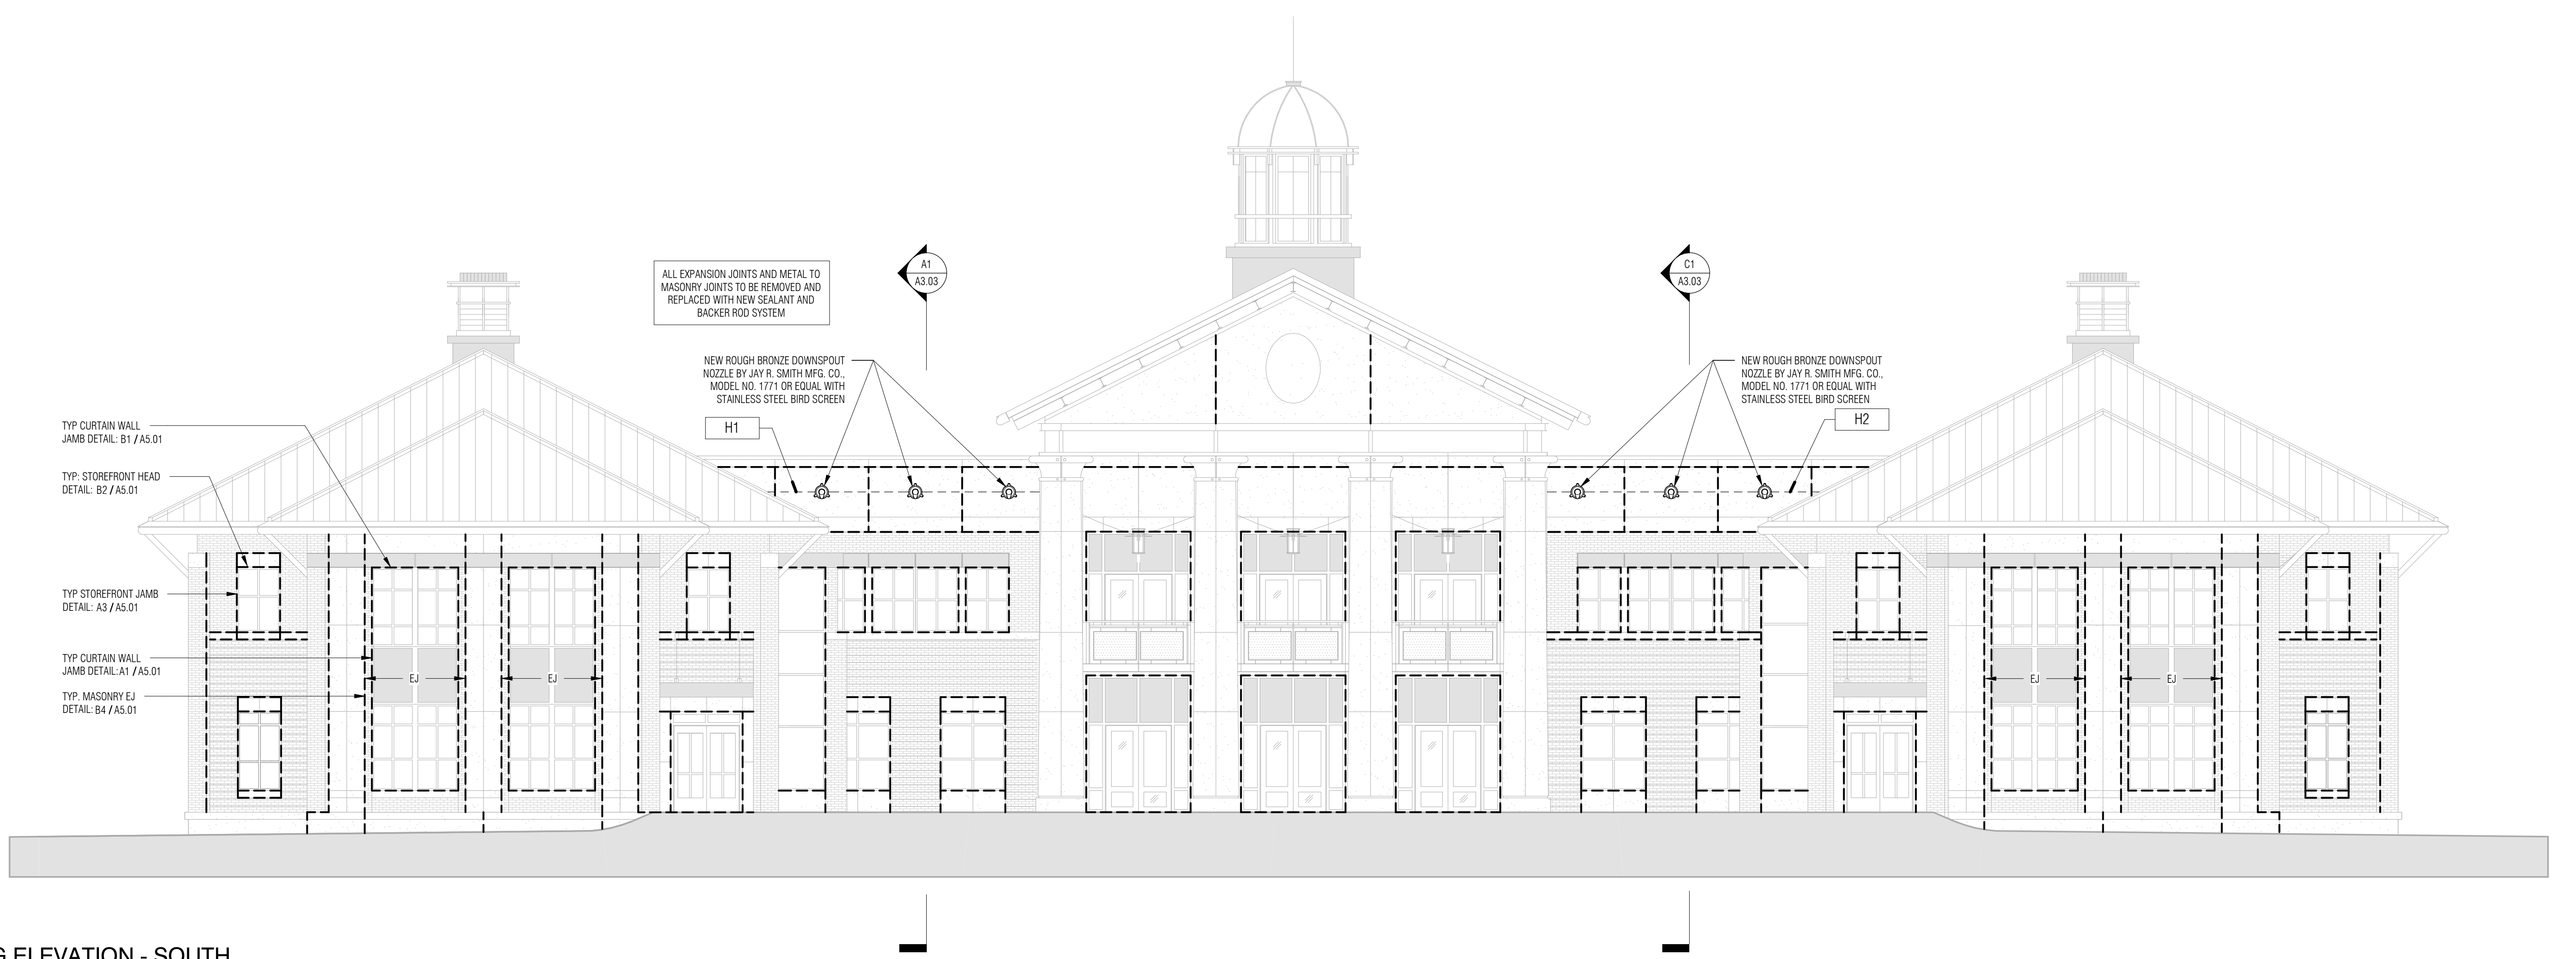 A1
A3.03
C1
A3.03
ALL EXPANSION JOINTS AND METAL TO
MASONRY JOINTS TO BE REMOVED AND
REPLACED WITH NEW SEALANT AND
BACKER ROD SYSTEM
NEW ROUGH BRONZE DOWNSPOUT
NOZZLE BY JAY R. SMITH MFG. CO.,
MODEL NO. 1771 OR EQUAL WITH
STAINLESS STEEL BIRD SCREEN
H1
NEW ROUGH BRONZE DOWNSPOUT
NOZZLE BY JAY R. SMITH MFG. CO.,
MODEL NO. 1771 OR EQUAL WITH
STAINLESS STEEL BIRD SCREEN
H2
TYP CURTAIN WALL
JAMB DETAIL: B1 / A5.01
TYP: STOREFRONT HEAD
DETAIL: B2 / A5.01
TYP STOREFRONT JAMB
DETAIL: A3 / A5.01
TYP CURTAIN WALL
JAMB DETAIL: A1 / A5.01
TYP. MASONRY EJ
DETAIL: B4 / A5.01
EJ
EJ
EJ
EJ
G ELEVATION - SOUTH